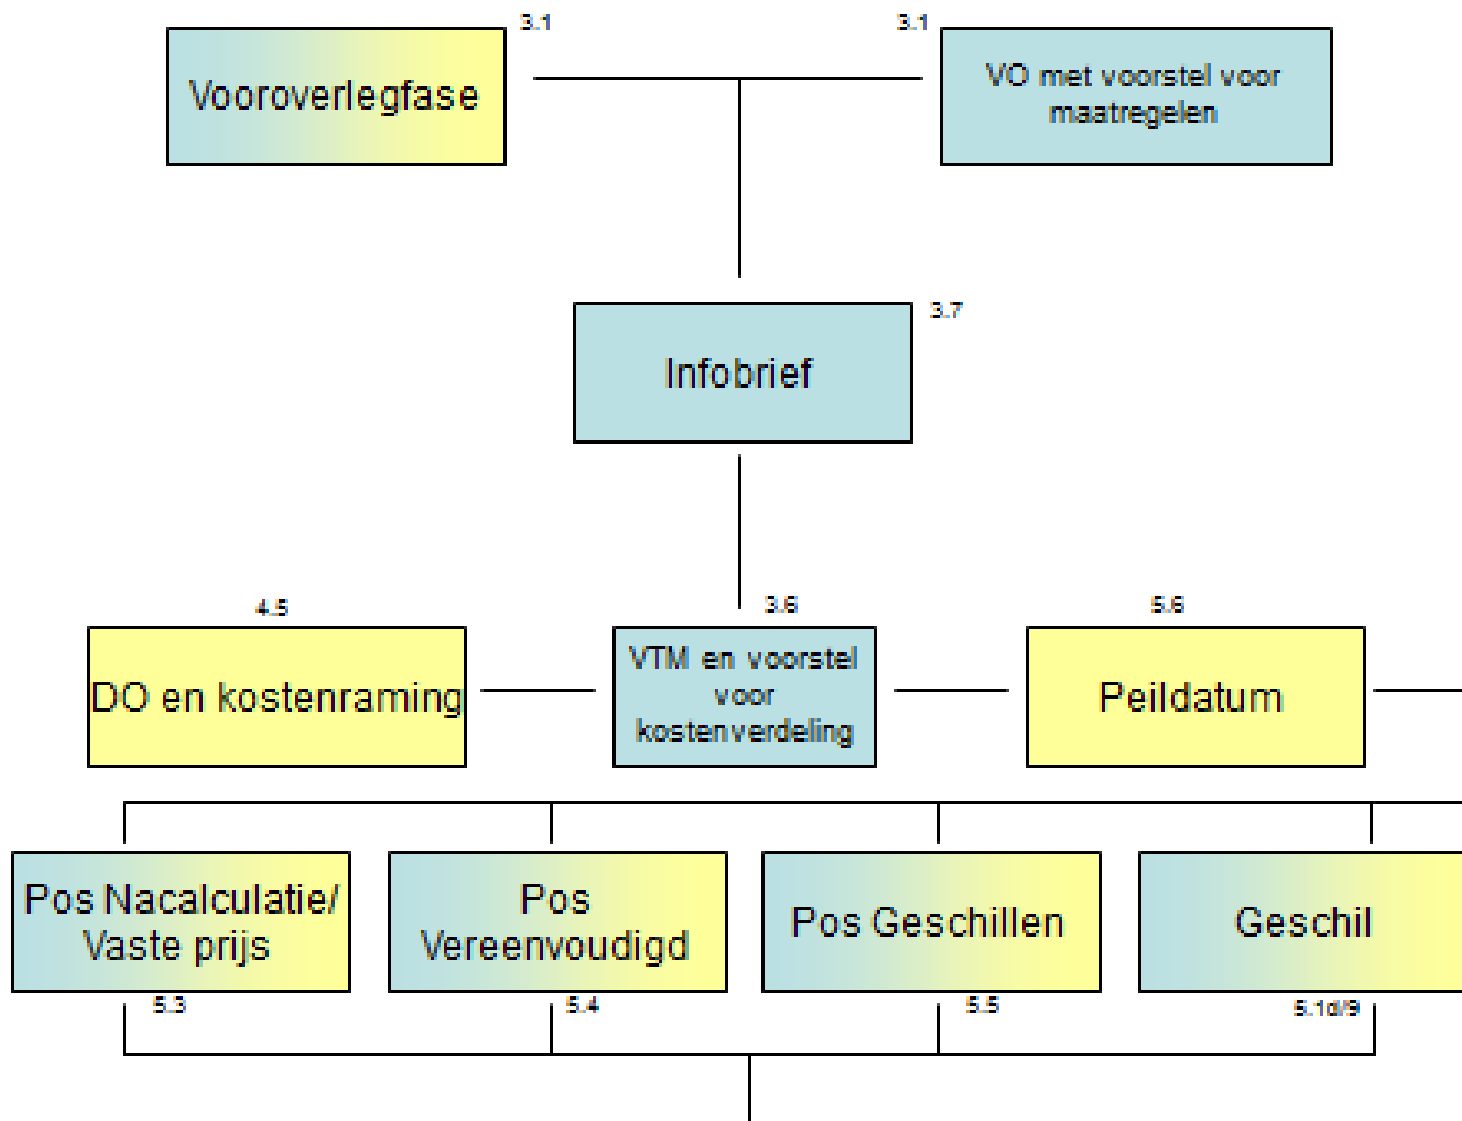 3.1
3.1
Vooroverlegfase
VO met voorstel voor
maatregelen
3.7
Infobrief
4.5
3.6
5.6
DO en kostenraming
VTM en voorstel
voor
kostenverdeling
Peildatum
Pos Nacalculatie/
Vaste prijs
Pos
Vereenvoudigd
Pos Geschillen
Geschil
5.3
5.4
5.5
5.1d/9